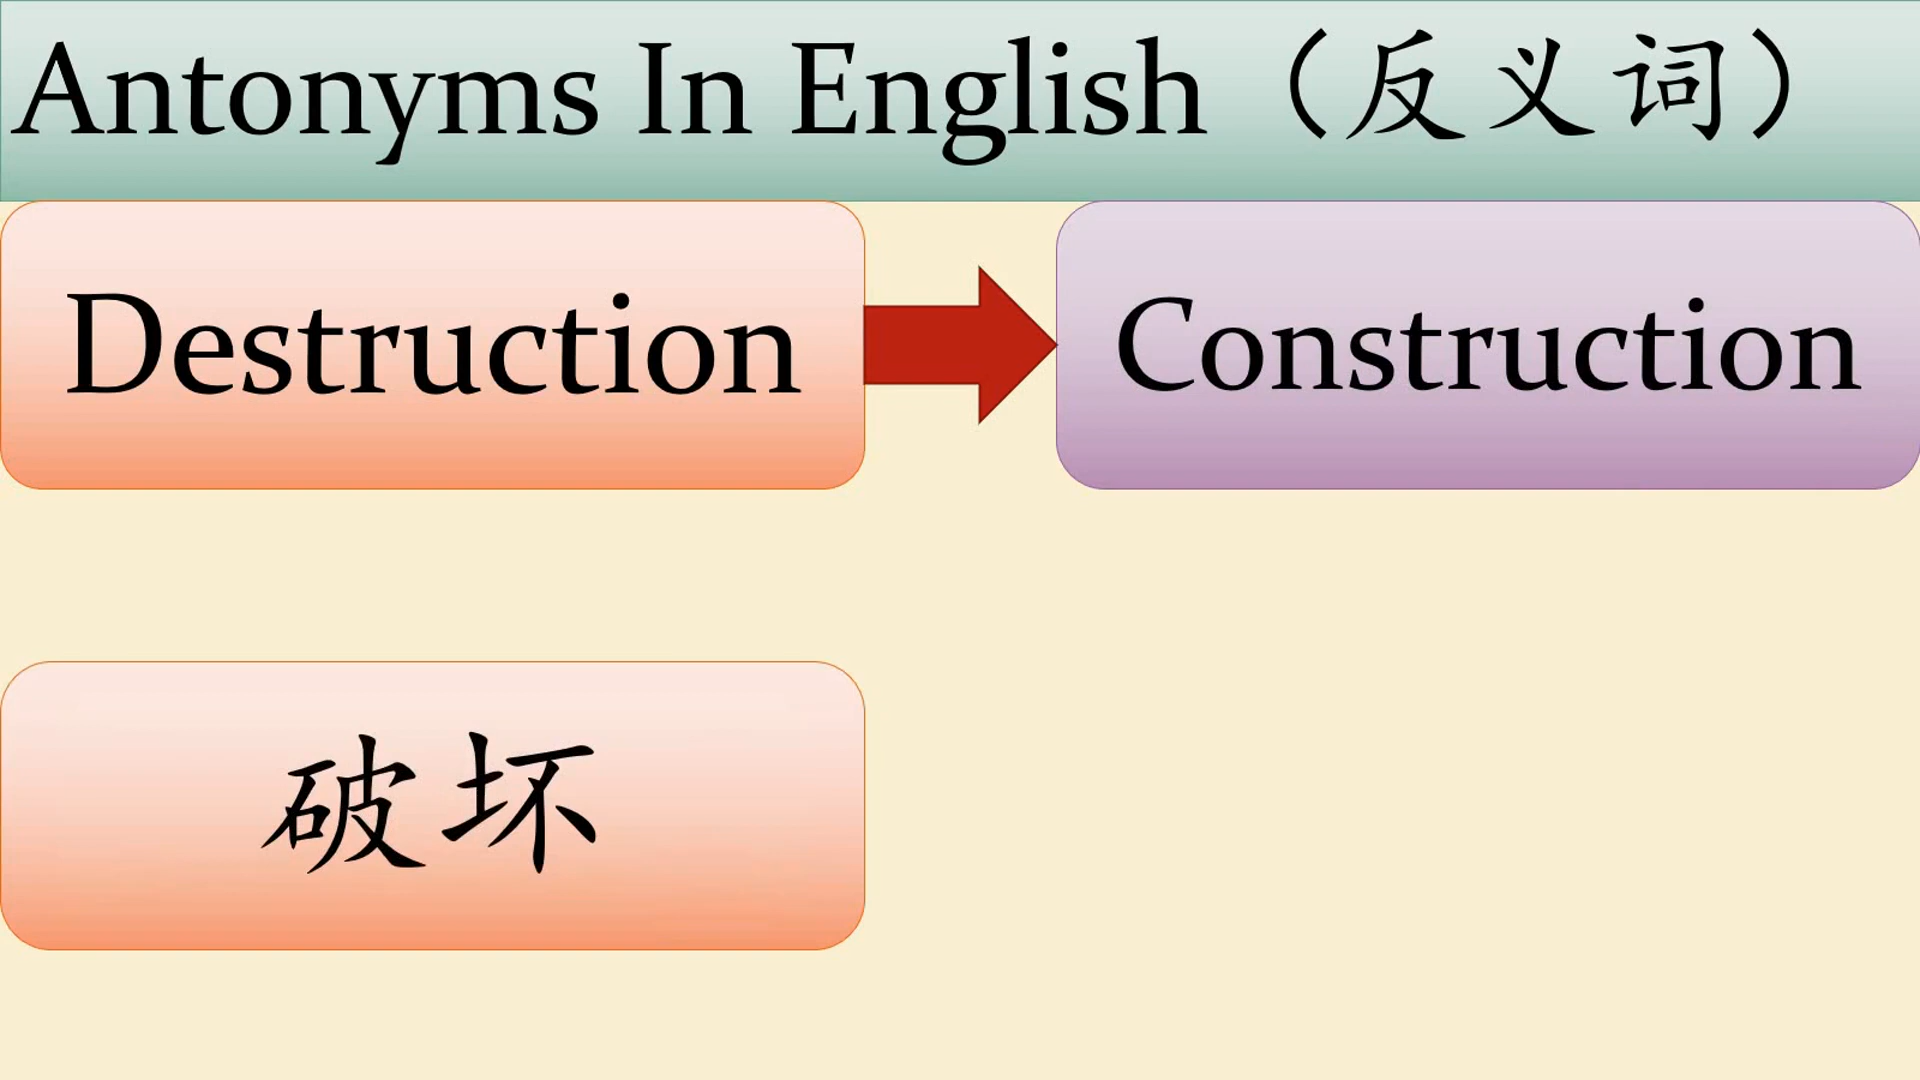 Antonyms In English（反义词）
Destruction
Construction
破坏